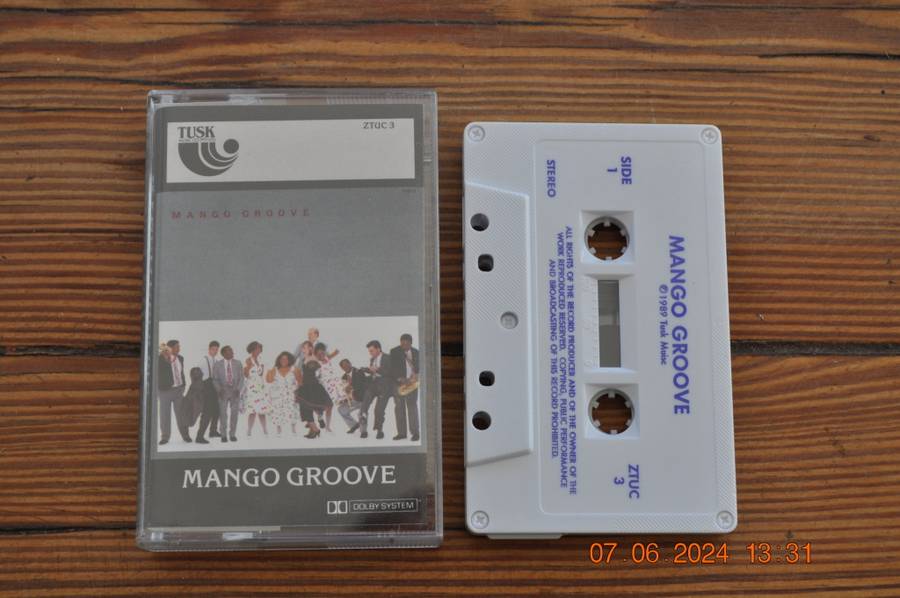 TUSK
ZTUC 3
MANGO GROOVE
MANGO GROOVE
DOLBY SYSTEM
SIDE
1
STEREO
MANGO GROOVE
℗1989 Tusk Music
ALL RIGHTS OF THE RECORD PRODUCER AND OF THE OWNER OF THE
WORK REPRODUCED RESERVED. COPYING, PUBLIC PERFORMANCE
AND BROADCASTING OF THIS RECORD PROHIBITED.
ZTUC
3
07.06.2024 13:31